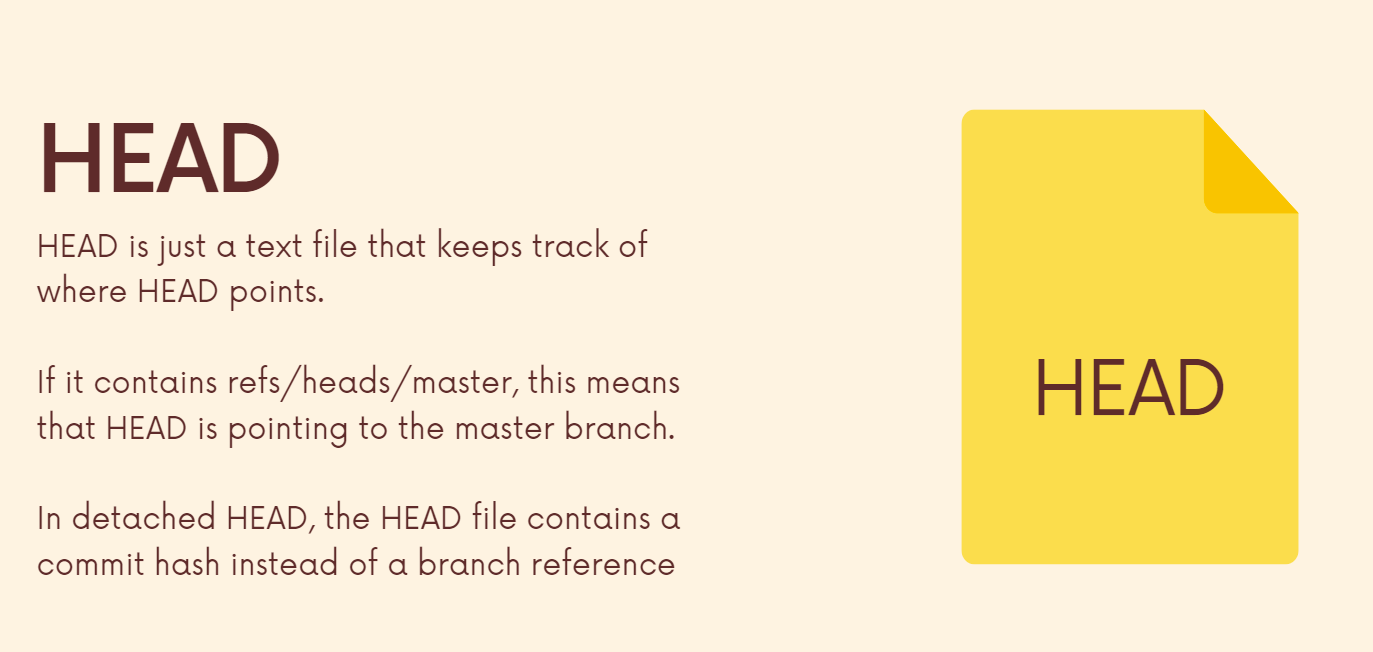 HEAD
HEAD is just a text file that keeps track of
where HEAD points.
If it contains refs/heads/master, this means
that HEAD is pointing to the master branch.
In detached HEAD, the HEAD file contains a
commit hash instead of a branch reference
HEAD